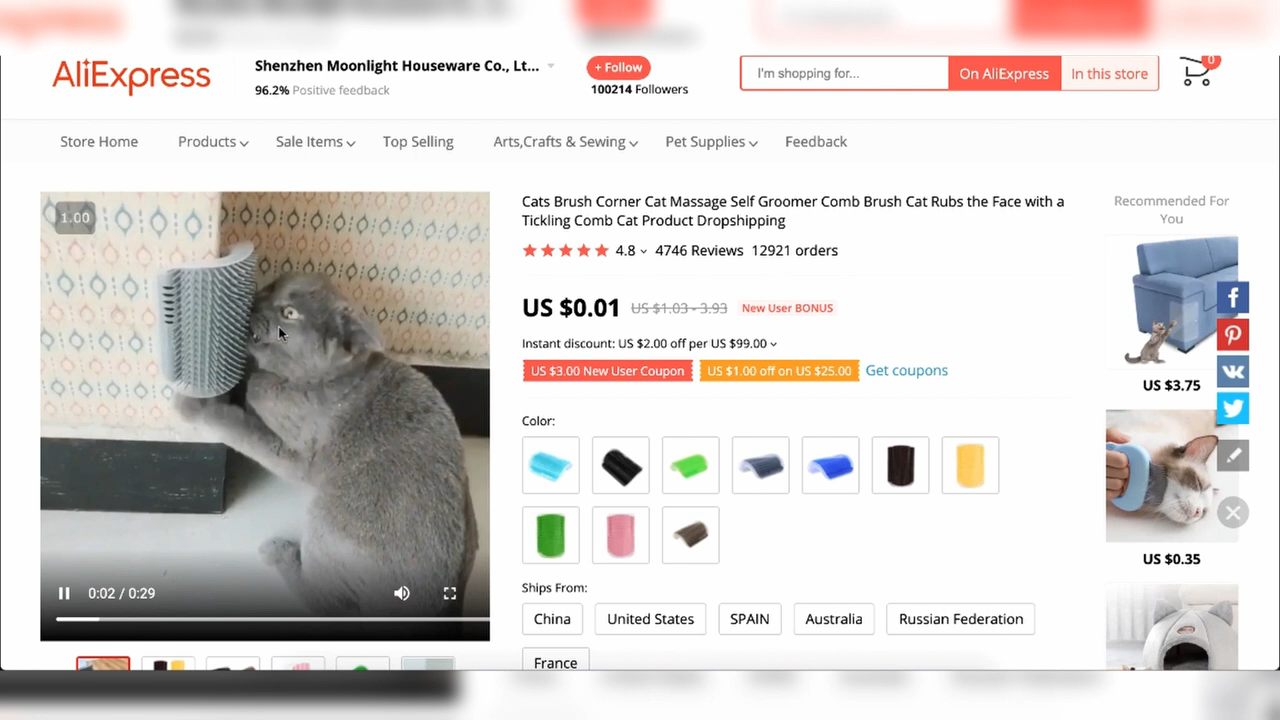 AliExpress
Shenzhen Moonlight Houseware Co., Lt...
96.2% Positive feedback
+ Follow
100214 Followers
I'm shopping for...
On AliExpress
In this store
0
Store Home
Products
Sale Items
Top Selling
Arts,Crafts & Sewing
Pet Supplies
Feedback
1.00
0:02 / 0:29
Cats Brush Corner Cat Massage Self Groomer Comb Brush Cat Rubs the Face with a
Tickling Comb Cat Product Dropshipping
4.8 4746 Reviews 12921 orders
US $0.01 US $1.03 - 3.93 New User BONUS
Instant discount: US $2.00 off per US $99.00
US $3.00 New User Coupon
US $1.00 off on US $25.00
Get coupons
Color:
Ships From:
China
United States
SPAIN
Australia
Russian Federation
France
Recommended For
You
US $3.75
US $0.35